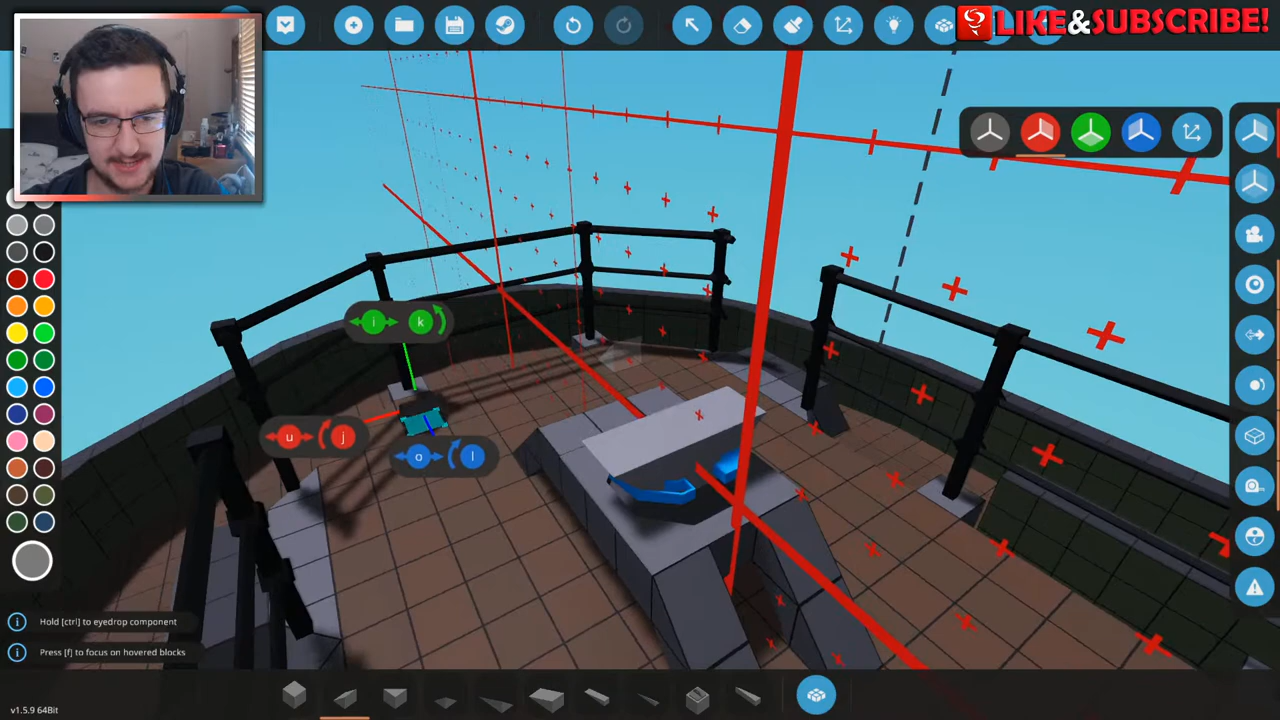 LIKE&SUBSCRIBE!
i k
u j
o l
Hold [ctrl] to eyedrop component
Press [f] to focus on hovered blocks
v1.5.9 64Bit